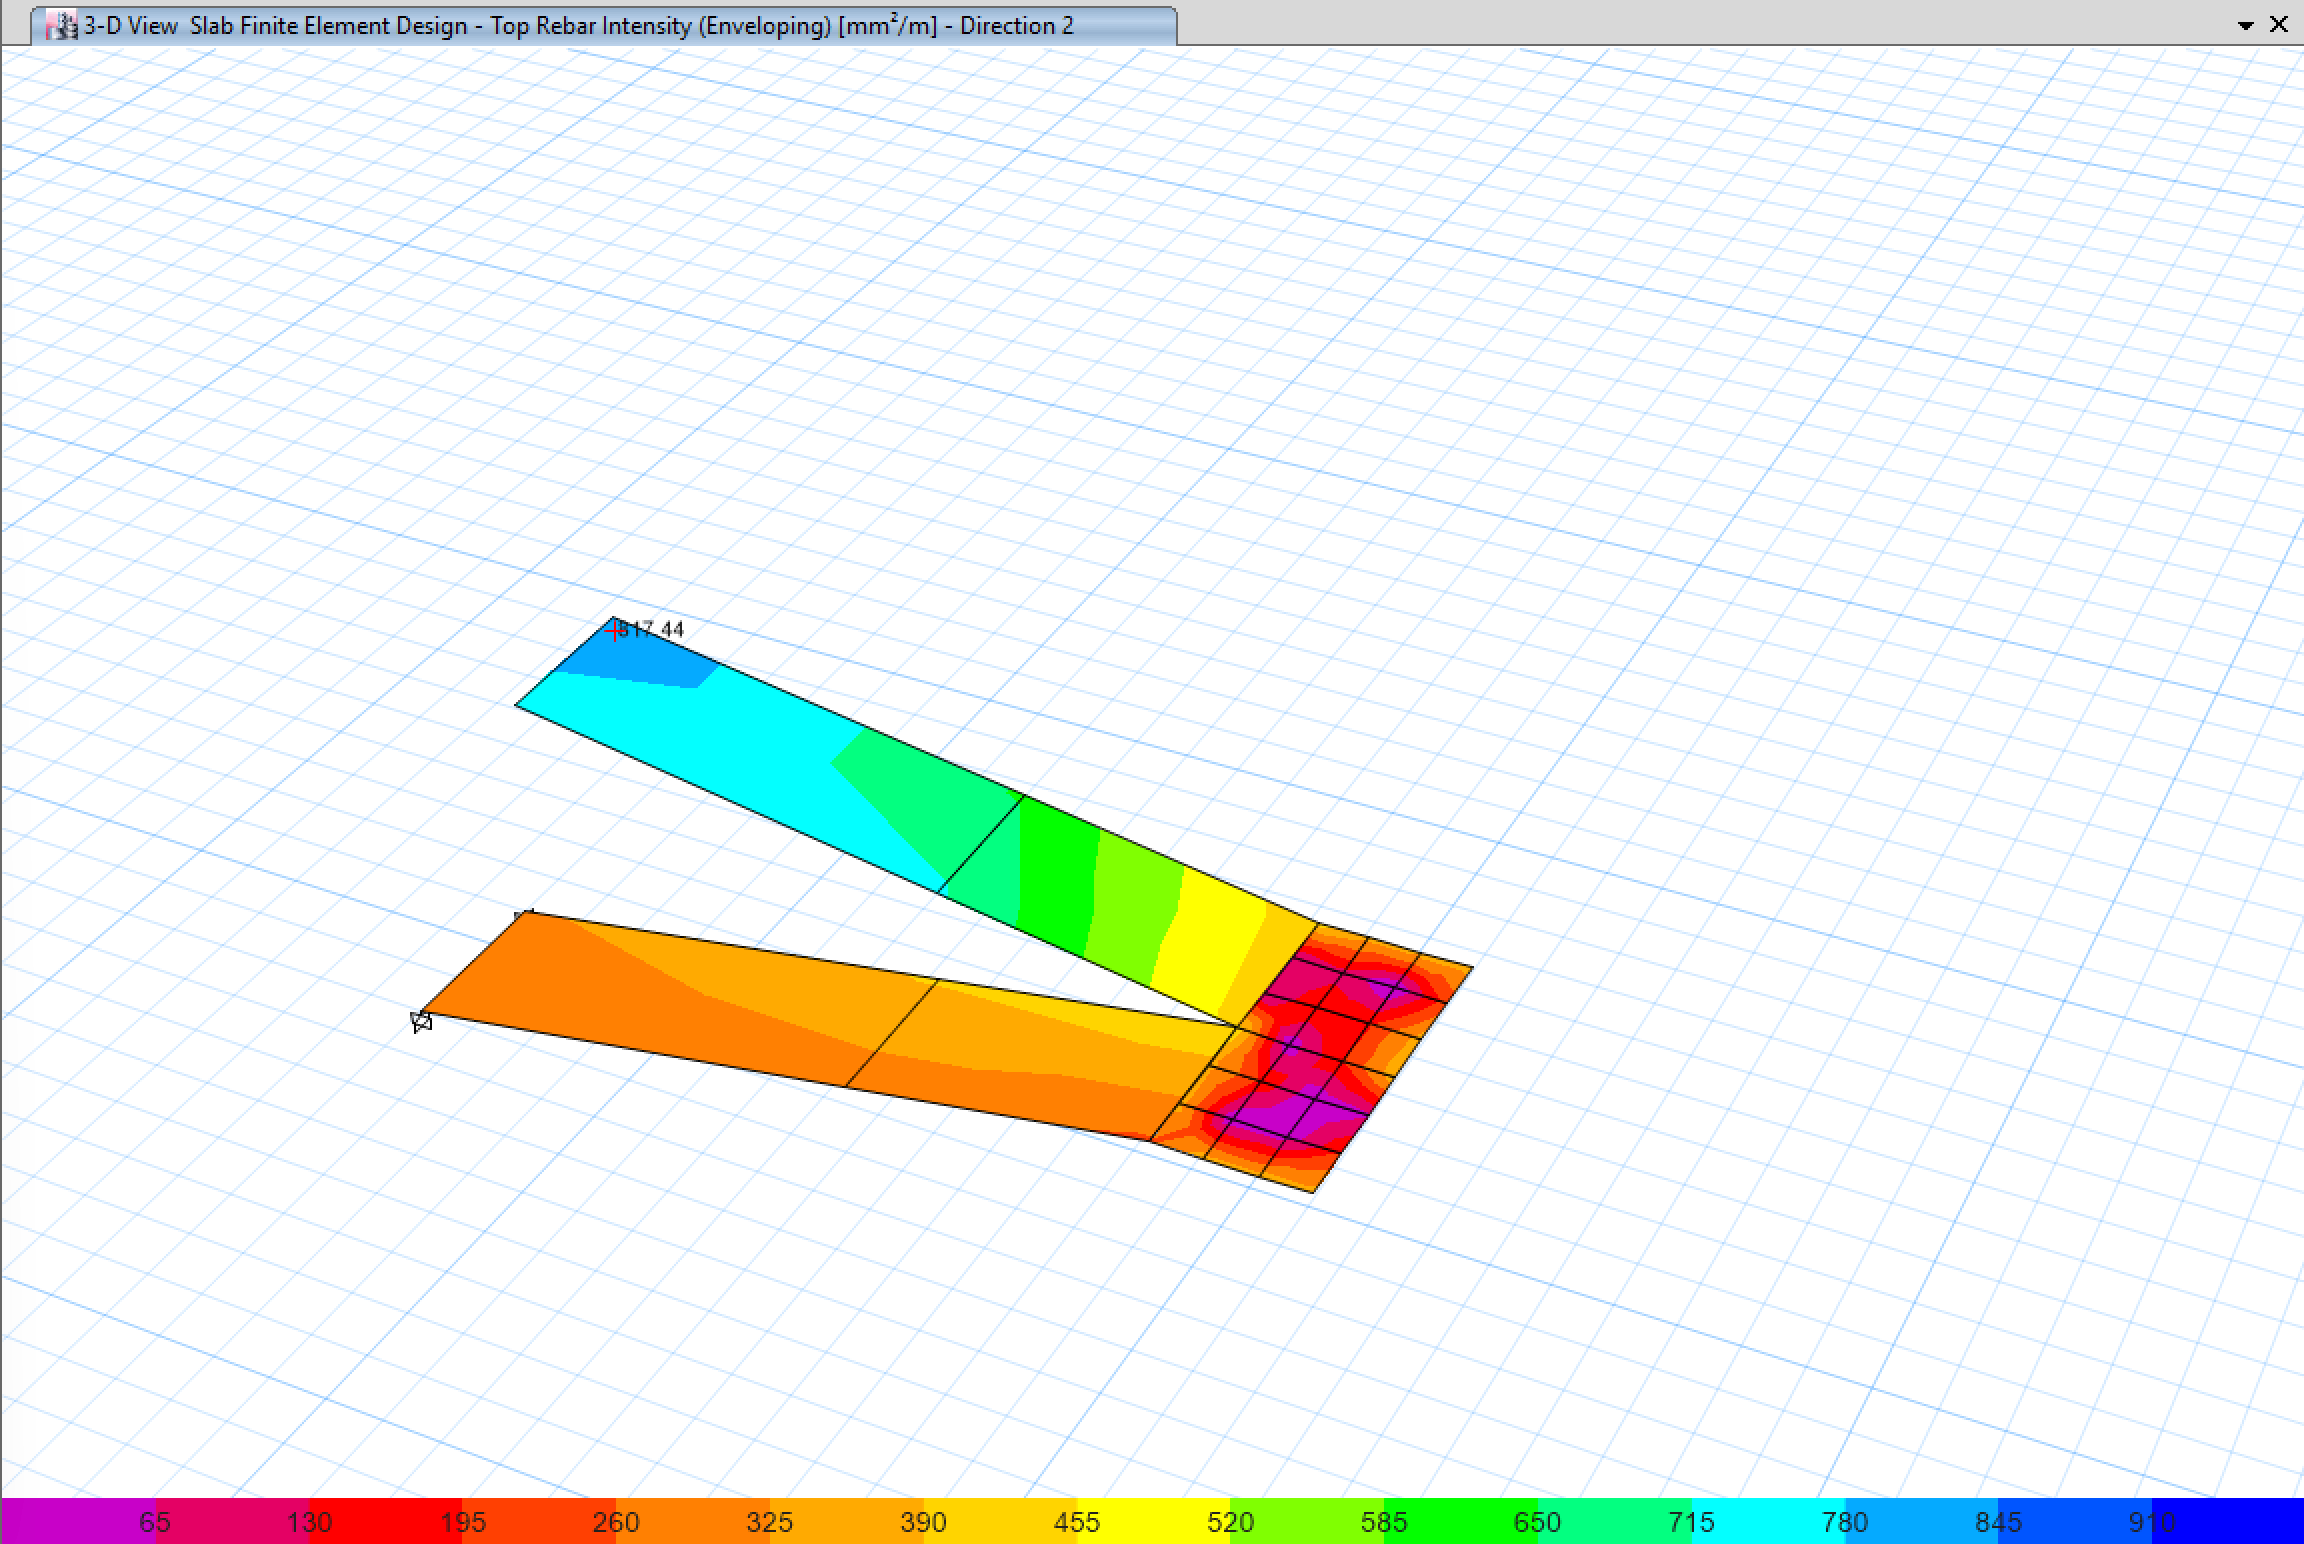 3-D View Slab Finite Element Design - Top Rebar Intensity (Enveloping) [mm²/m] - Direction 2
817.44
65 130 195 260 325 390 455 520 585 650 715 780 845 910